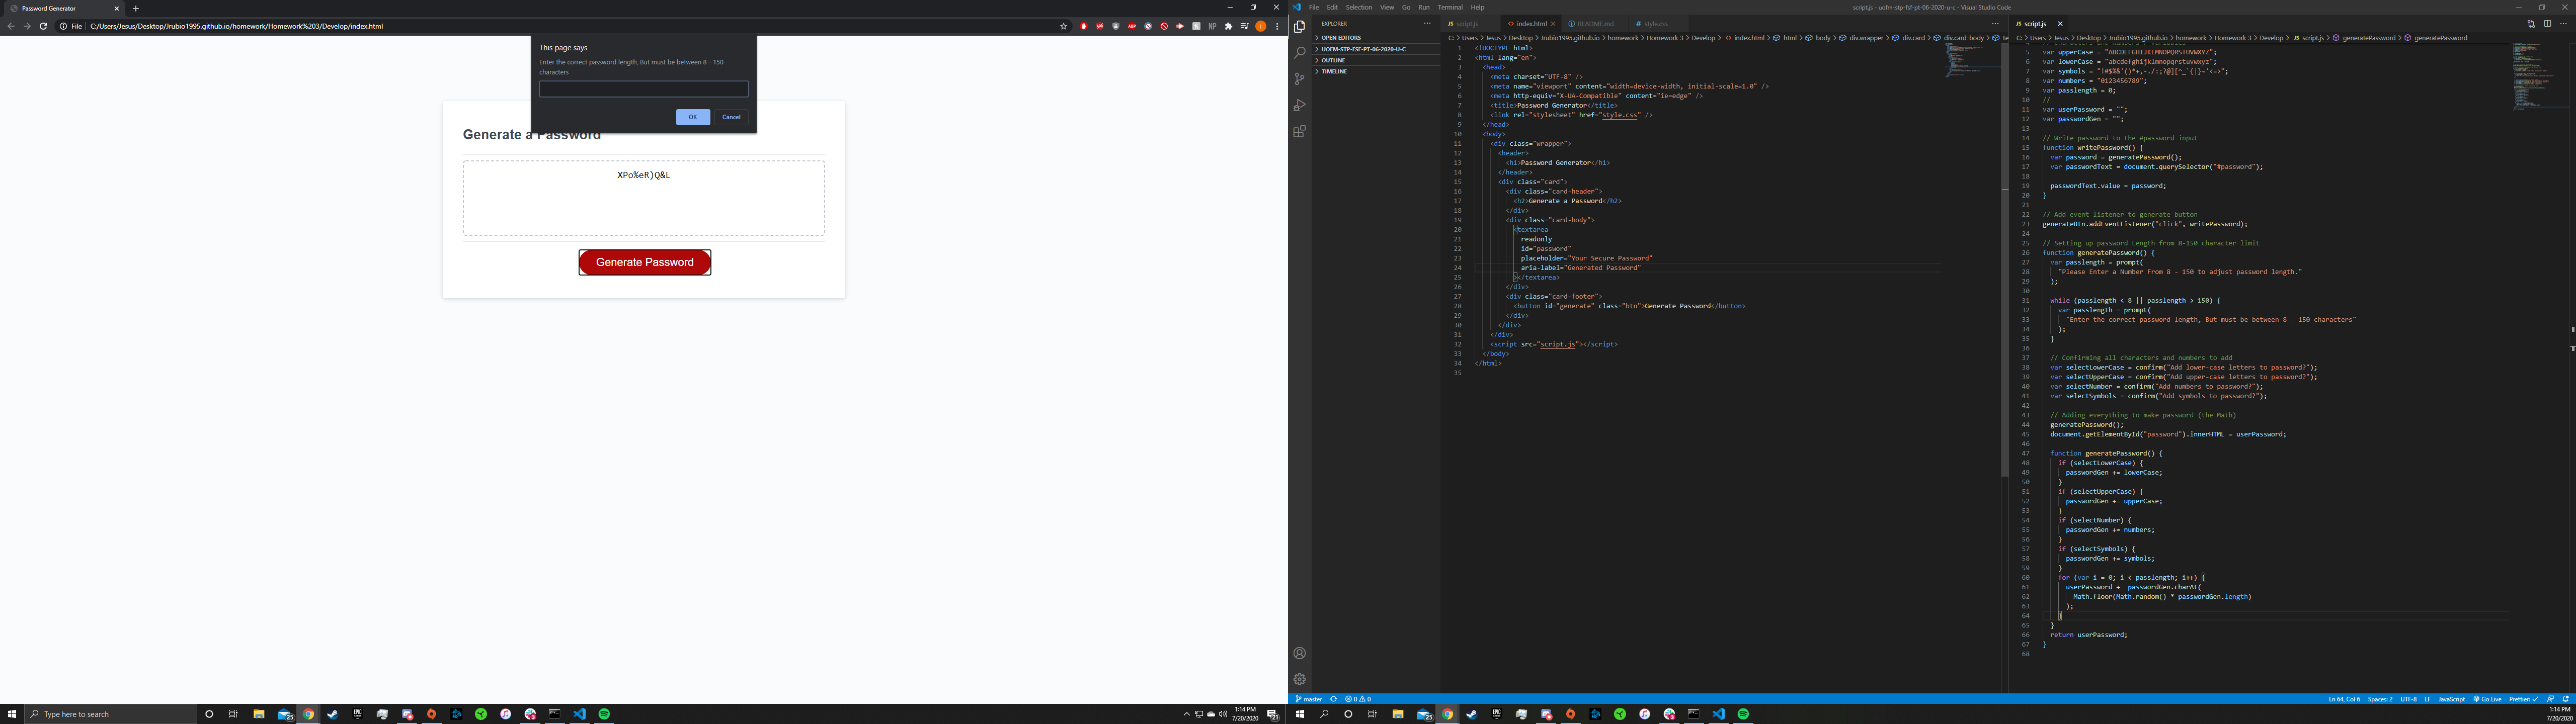 Password Generator
File C:/Users/Jesus/Desktop/Jrubio1995.github.io/homework/Homework%203/Develop/index.html
This page says
Enter the correct password length, But must be between 8 - 150
characters
OK Cancel
Generate a Password
XPo%eR)Q&L
Generate Password
Type here to search
1:14 PM
7/20/2020
File Edit Selection View Go Run Terminal Help
script.js - uofm-stp-fsf-pt-06-2020-u-c - Visual Studio Code
EXPLORER
OPEN EDITORS
UOFM-STP-FSF-PT-06-2020-U-C
OUTLINE
TIMELINE
script.js index.html README.md style.css
C: > Users > Jesus > Desktop > Jrubio1995.github.io > homework > Homework 3 > Develop > index.html > html > body > div.wrapper > div.card > div.card-body > te
1 <!DOCTYPE html>
2 <html lang="en">
3 <head>
4 <meta charset="UTF-8" />
5 <meta name="viewport" content="width=device-width, initial-scale=1.0" />
6 <meta http-equiv="X-UA-Compatible" content="ie=edge" />
7 <title>Password Generator</title>
8 <link rel="stylesheet" href="style.css" />
9 </head>
10 <body>
11 <div class="wrapper">
12 <header>
13 <h1>Password Generator</h1>
14 </header>
15 <div class="card">
16 <div class="card-header">
17 <h2>Generate a Password</h2>
18 </div>
19 <div class="card-body">
20 <textarea
21 readonly
22 id="password"
23 placeholder="Your Secure Password"
24 aria-label="Generated Password"
25 ></textarea>
26 </div>
27 <div class="card-footer">
28 <button id="generate" class="btn">Generate Password</button>
29 </div>
30 </div>
31 </div>
32 <script src="script.js"></script>
33 </body>
34 </html>
35
script.js
C: > Users > Jesus > Desktop > Jrubio1995.github.io > homework > Homework 3 > Develop > script.js > generatePassword > generatePassword
5 var upperCase = "ABCDEFGHIJKLMNOPQRSTUVWXYZ";
6 var lowerCase = "abcdefghijklmnopqrstuvwxyz";
7 var symbols =
8 var numbers = "0123456789";
9 var passlength = 0;
10 //
11 var userPassword = "";
12 var passwordGen = "";
13
14 // Write password to the #password input
15 function writePassword() {
16 var password = generatePassword();
17 var passwordText = document.querySelector("#password");
18
19 passwordText.value = password;
20 }
21
22 // Add event listener to generate button
23 generateBtn.addEventListener("click", writePassword);
24
25 // Setting up password Length from 8-150 character limit
26 function generatePassword() {
27 var passlength = prompt(
28 "Please Enter a Number From 8 - 150 to adjust password length."
29 );
30
31 while (passlength < 8 || passlength > 150) {
32 var passlength = prompt(
33 "Enter the correct password length, But must be between 8 - 150 characters"
34 );
35 }
36
37 // Confirming all characters and numbers to add
38 var selectLowerCase = confirm("Add lower-case letters to password?");
39 var selectUpperCase = confirm("Add upper-case letters to password?");
40 var selectNumber = confirm("Add numbers to password?");
41 var selectSymbols = confirm("Add symbols to password?");
42
43 // Adding everything to make password (the Math)
44 generatePassword();
45 document.getElementById("password").innerHTML = userPassword;
46
47 function generatePassword() {
48 if (selectLowerCase) {
49 passwordGen += lowerCase;
50 }
51 if (selectUpperCase) {
52 passwordGen += upperCase;
53 }
54 if (selectNumber) {
55 passwordGen += numbers;
56 }
57 if (selectSymbols) {
58 passwordGen += symbols;
59 }
60 for (var i = 0; i < passlength; i++) {
61 userPassword += passwordGen.charAt(
62 Math.floor(Math.random() * passwordGen.length)
63 );
64 }
65 }
66 return userPassword;
67 }
68
master 0 0
Ln 64, Col 6 Spaces: 2 UTF-8 LF JavaScript Go Live Prettier: ✓
1:14 PM
7/20/2020